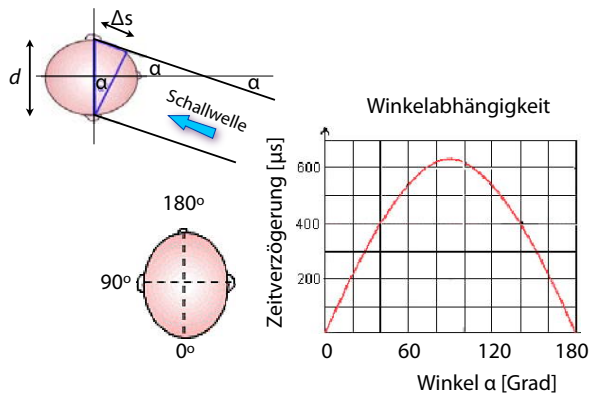 Δs
d
α
α
α
Schallwelle
180°
90°
0°
Winkelabhängigkeit
Zeitverzögerung [µs]
600
400
200
0
60
120
180
Winkel α [Grad]